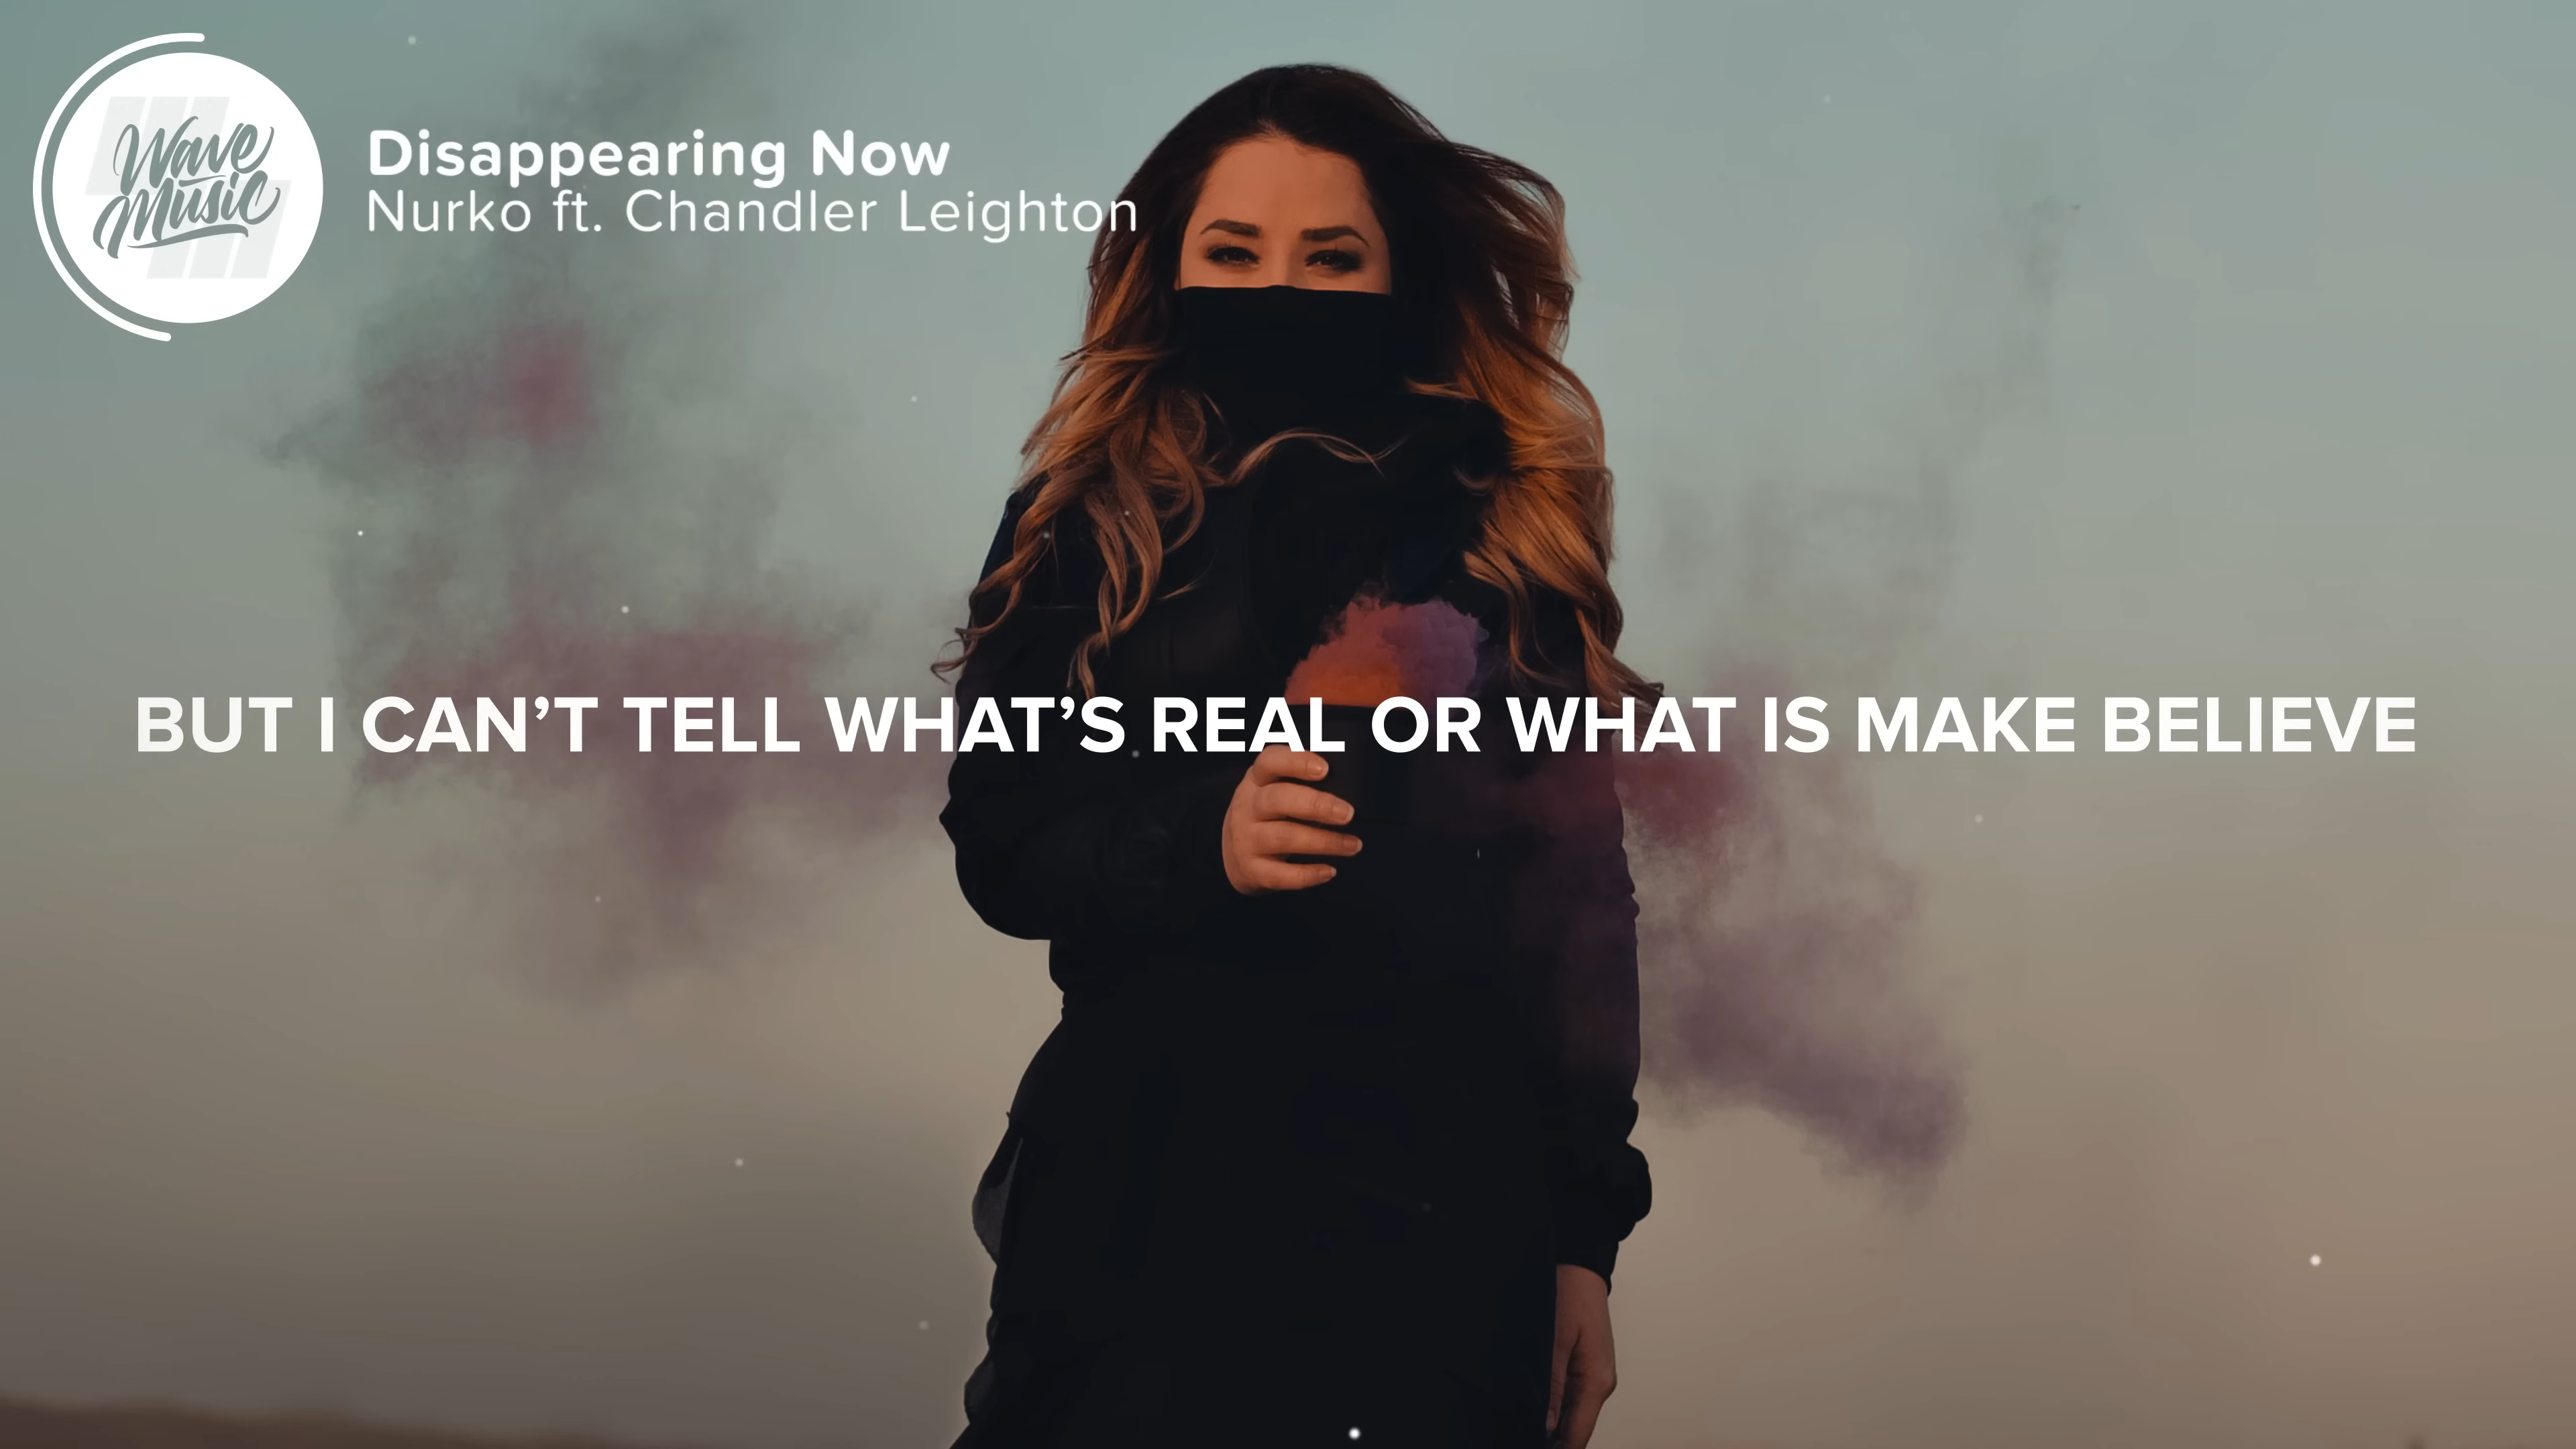 Wave
Music
Disappearing Now
Nurko ft. Chandler Leighton
BUT I CAN’T TELL WHAT’S REAL OR WHAT IS MAKE BELIEVE